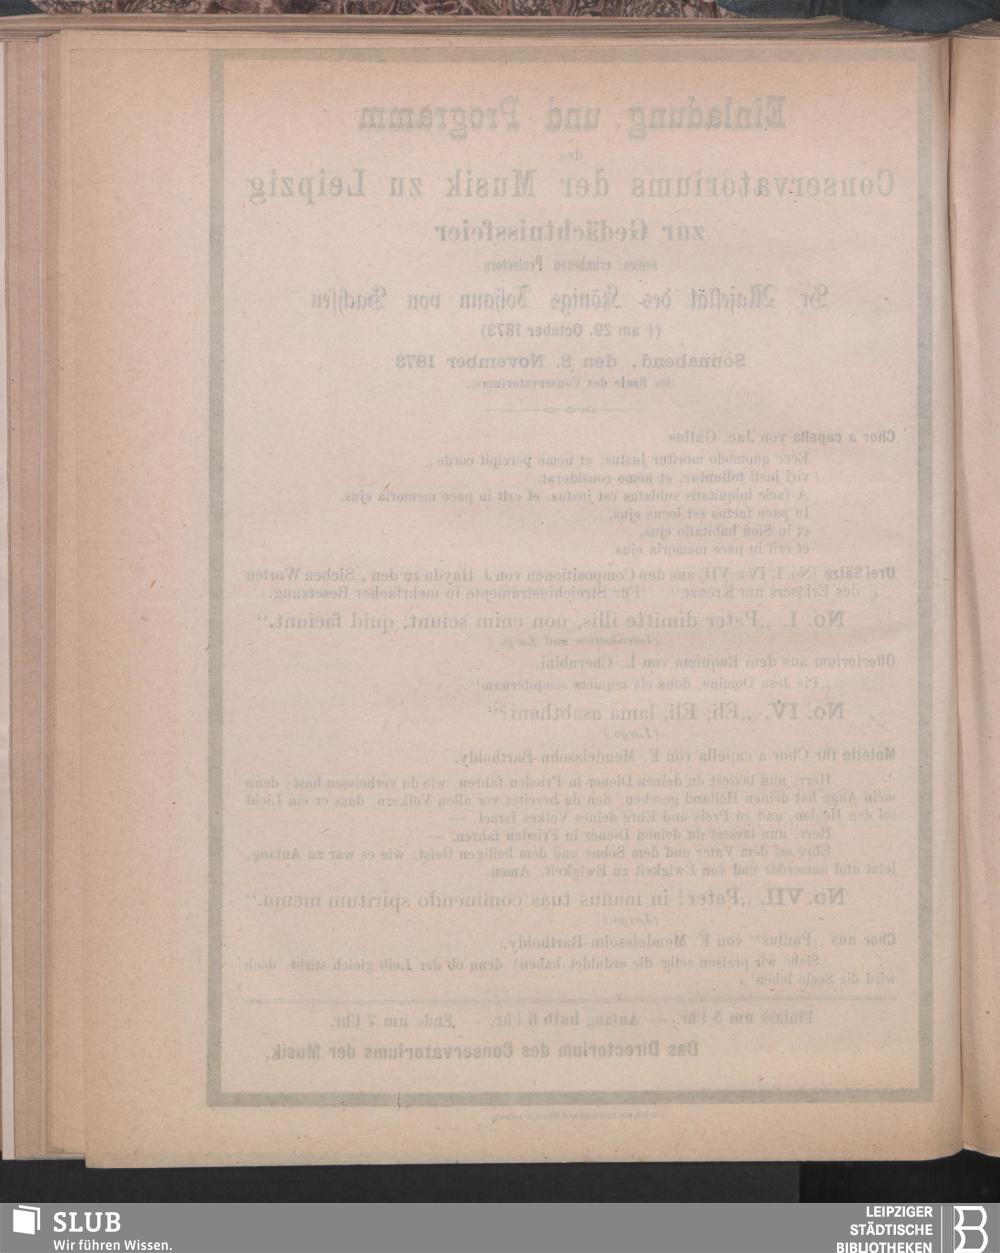 Einladung und Programm
des
Conservatoriums der Musik zu Leipzig
zur Gedächtnissfeier
seines erhabenen Protectors
Sr. Majestät des Königs Johann von Sachsen
(† am 29. October 1873)
Sonnabend, den 8. November 1873
im Saale des Conservatoriums.
Chor a capella von Jac. Gallus.
Ecce quomodo moritur justus, et nemo percipit corde,
viri justi tolluntur, et nemo considerat.
A facie iniquitatis sublatus est justus, et erit in pace memoria ejus.
In pace factus est locus ejus,
et in Sion habitatio ejus,
et erit in pace memoria ejus.
Drei Sätze (No. I, IV u. VII) aus den Compositionen von J. Haydn zu den „Sieben Worten
des Erlösers am Kreuze“. Für Streichinstrumente in mehrfacher Besetzung.
No. I. „Pater dimitte illis, non enim sciunt, quid faciunt.“
(Introduction und Largo.)
Offertorium aus dem Requiem von L. Cherubini.
„Pie Jesu Domine, dona eis requiem sempiternam“.
No. IV. „Eli, Eli, lama asabthani?“
(Largo.)
Motette für Chor a capella von F. Mendelssohn-Bartholdy.
Herr, nun lässest du deinen Diener in Frieden fahren, wie du verheissen hast; denn
mein Auge hat deinen Heiland gesehen, den du bereitet vor allen Völkern, dass er ein Licht
sei den Heiden, und zu Preis und Ehre deines Volkes Israel. —
Herr, nun lässest du deinen Diener in Frieden fahren. —
Ehre sei dem Vater und dem Sohne und dem heiligen Geist, wie es war zu Anfang,
jetzt und immerdar und von Ewigkeit zu Ewigkeit. Amen.
No. VII. „Pater! in manus tuas commendo spiritum meum.“
(Largo.)
Chor aus „Paulus“ von F. Mendelssohn-Bartholdy.
Siehe wir preisen selig die erduldet haben! denn ob der Leib gleich stirbt, doch
wird die Seele leben!
Einlass um 5 Uhr. — Anfang halb 6 Uhr. — Ende um 7 Uhr.
Das Directorium des Conservatoriums der Musik.
SLUB
Wir führen Wissen.
LEIPZIGER
STÄDTISCHE
BIBLIOTHEKEN